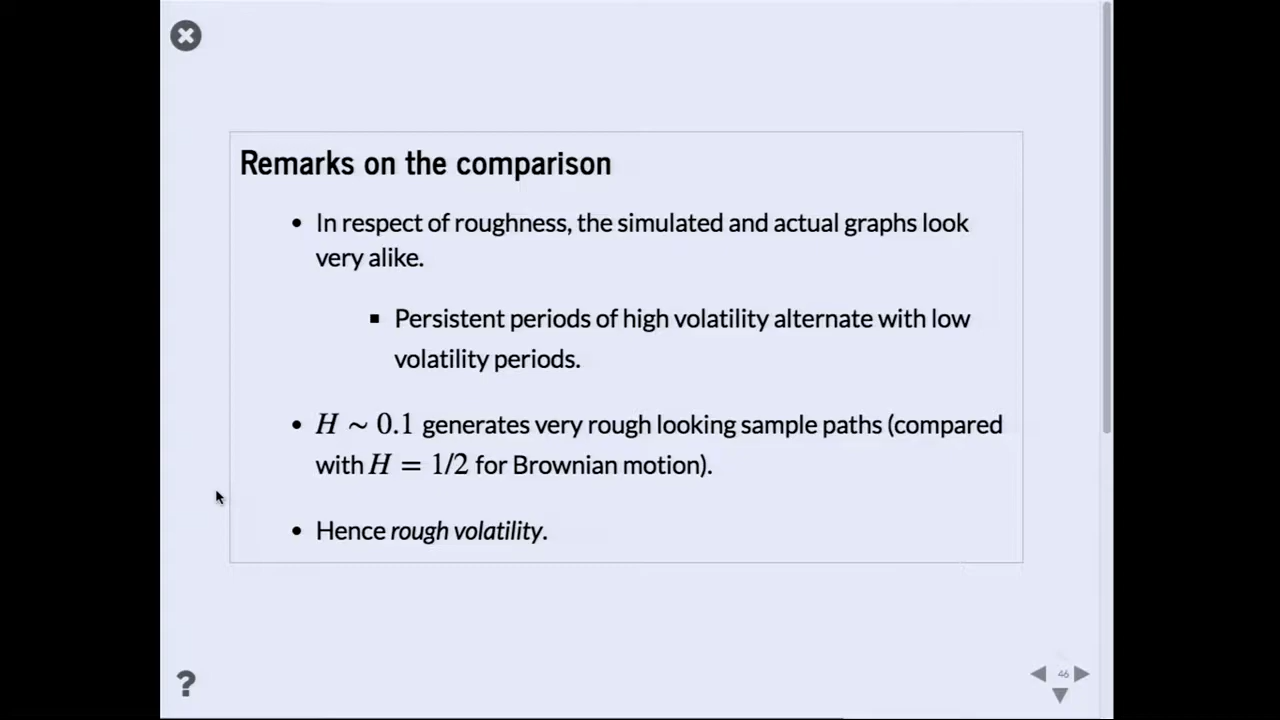 Remarks on the comparison
• In respect of roughness, the simulated and actual graphs look
very alike.
▪ Persistent periods of high volatility alternate with low
volatility periods.
• H ∼ 0.1 generates very rough looking sample paths (compared
with H = 1/2 for Brownian motion).
• Hence rough volatility.
?
46